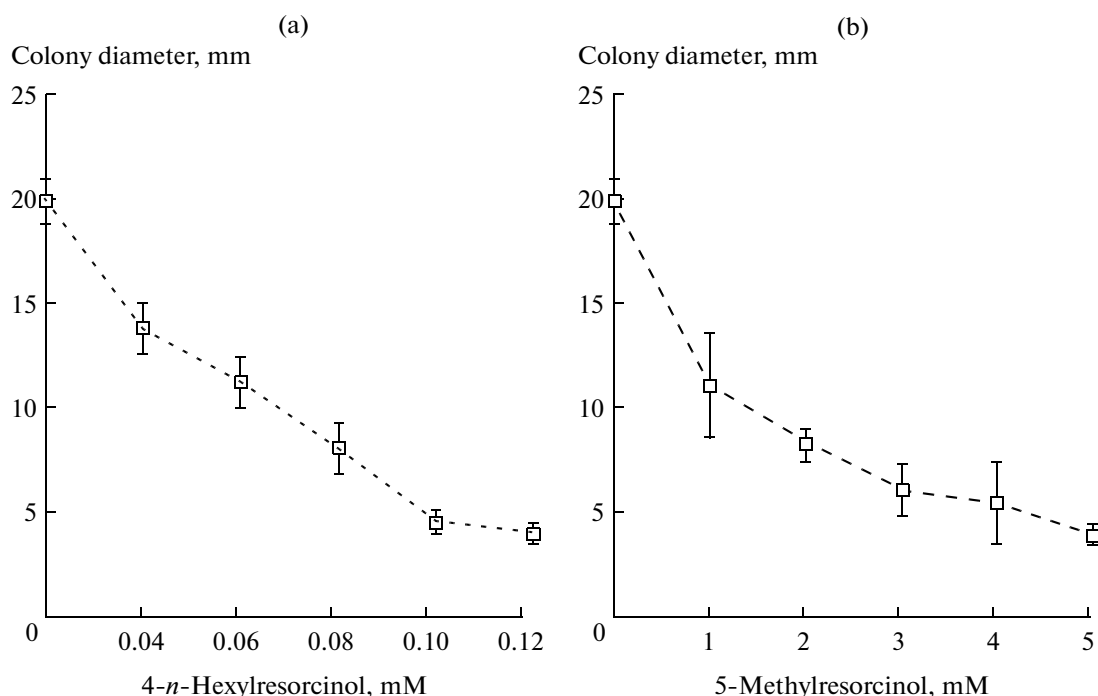 (a)
Colony diameter, mm
25
20
15
10
5
0
0.04 0.06 0.08 0.10 0.12
4-n-Hexylresorcinol, mM
(b)
Colony diameter, mm
25
20
15
10
5
0
1 2 3 4 5
5-Methylresorcinol, mM